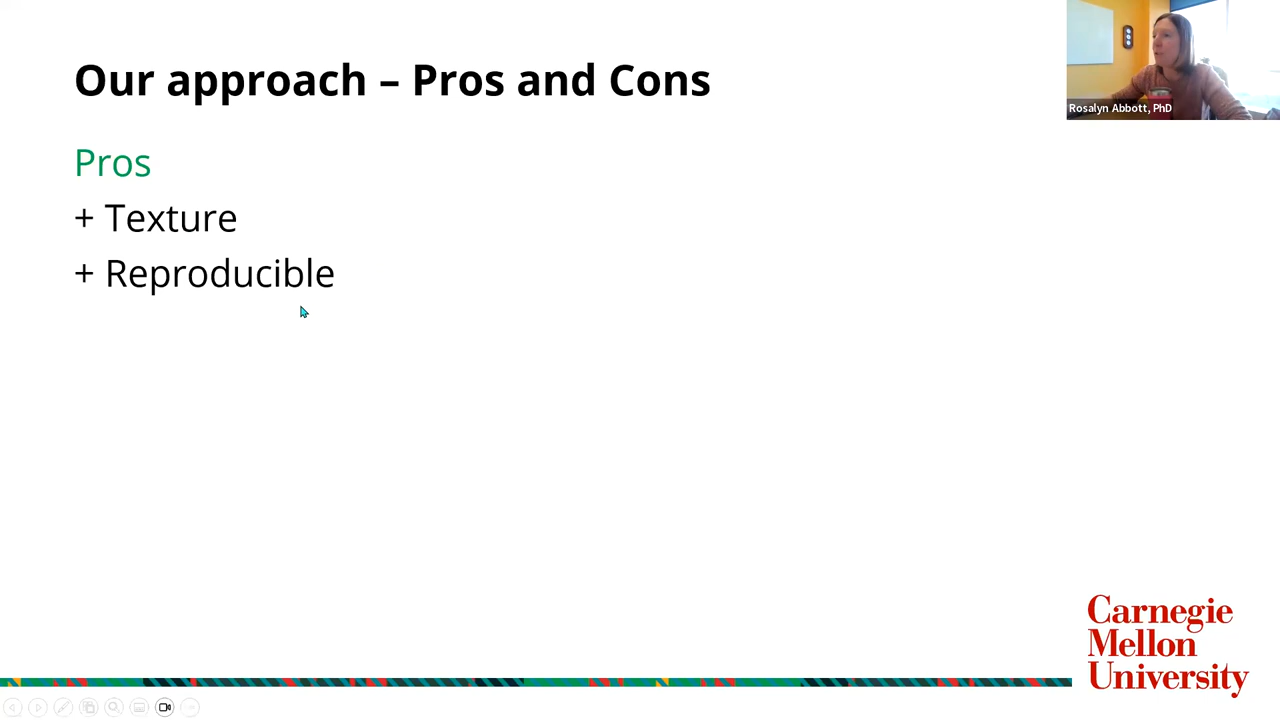 Our approach – Pros and Cons
Rosalyn Abbott, PhD
Pros
+ Texture
+ Reproducible
Carnegie
Mellon
University